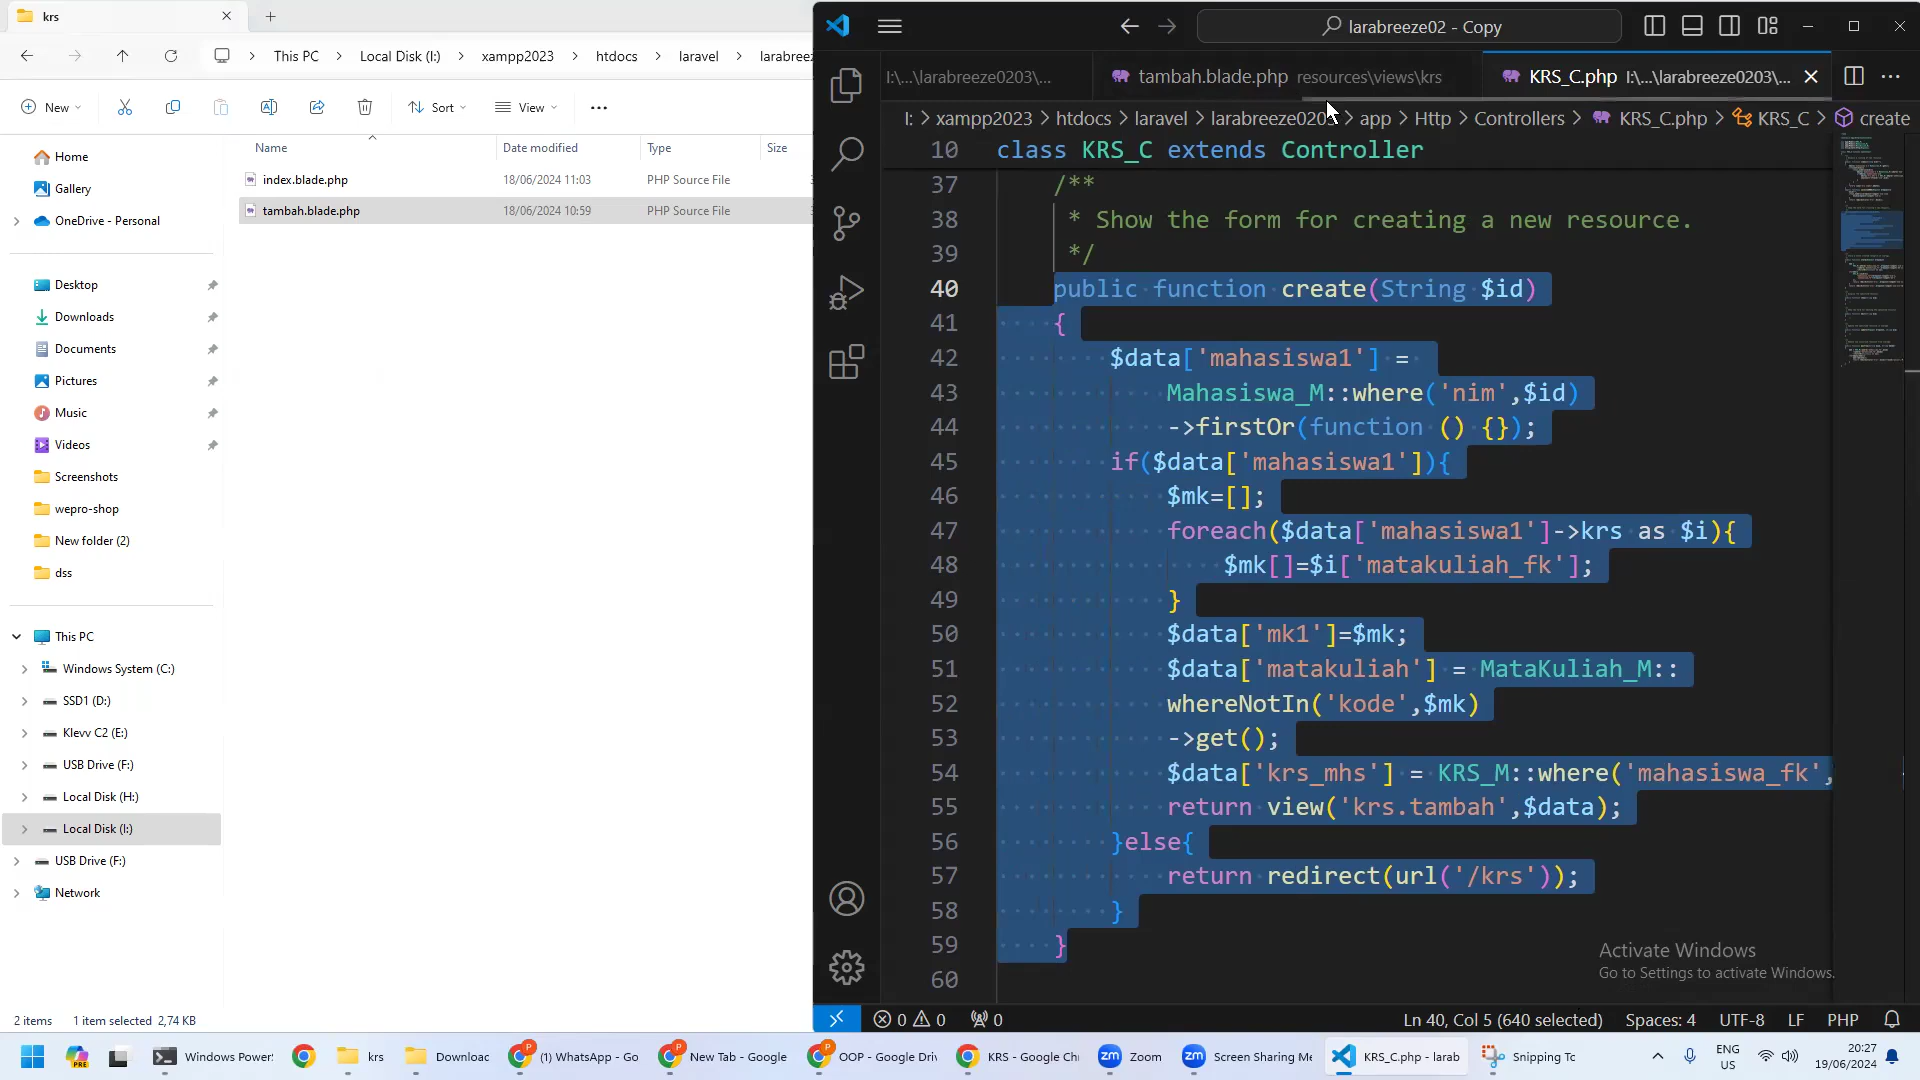 krs
This PC
Local Disk (I:)
xampp2023
htdocs
laravel
larabreeze
New
Sort
View
Name
Date modified
Type
Size
index.blade.php
18/06/2024 11:03
PHP Source File
tambah.blade.php
18/06/2024 10:59
PHP Source File
Home
Gallery
OneDrive - Personal
Desktop
Downloads
Documents
Pictures
Music
Videos
Screenshots
wepro-shop
New folder (2)
dss
This PC
Windows System (C:)
SSD1 (D:)
Klevv C2 (E:)
USB Drive (F:)
Local Disk (H:)
Local Disk (I:)
USB Drive (F:)
Network
2 items
1 item selected 2,74 KB
larabreeze02 - Copy
I:\...\larabreeze0203\...
tambah.blade.php resources\views\krs
KRS_C.php I:\...\larabreeze0203\...
I: > xampp2023 > htdocs > laravel > larabreeze0203 > app > Http > Controllers > KRS_C.php > KRS_C > create
10 class KRS_C extends Controller
37 /**
38 * Show the form for creating a new resource.
39 */
40 public function create(String $id)
41 {
42 $data['mahasiswa1'] =
43 Mahasiswa_M::where('nim',$id)
44 ->firstOr(function () {});
45 if($data['mahasiswa1']){
46 $mk=[];
47 foreach($data['mahasiswa1']->krs as $i){
48 $mk[]=$i['matakuliah_fk'];
49 }
50 $data['mk1']=$mk;
51 $data['matakuliah'] = MataKuliah_M::
52 whereNotIn('kode',$mk)
53 ->get();
54 $data['krs_mhs'] = KRS_M::where('mahasiswa_fk',
55 return view('krs.tambah',$data);
56 }else{
57 return redirect(url('/krs'));
58 }
59 }
60
Activate Windows
Go to Settings to activate Windows.
0 0 0
Ln 40, Col 5 (640 selected)
Spaces: 4
UTF-8
LF
PHP
Windows Power
krs
Downloac
(1) WhatsApp - Go
New Tab - Google
OOP - Google Driv
KRS - Google Ch
Zoom
Screen Sharing Me
KRS_C.php - larab
Snipping Tc
ENG
US
20:27
19/06/2024